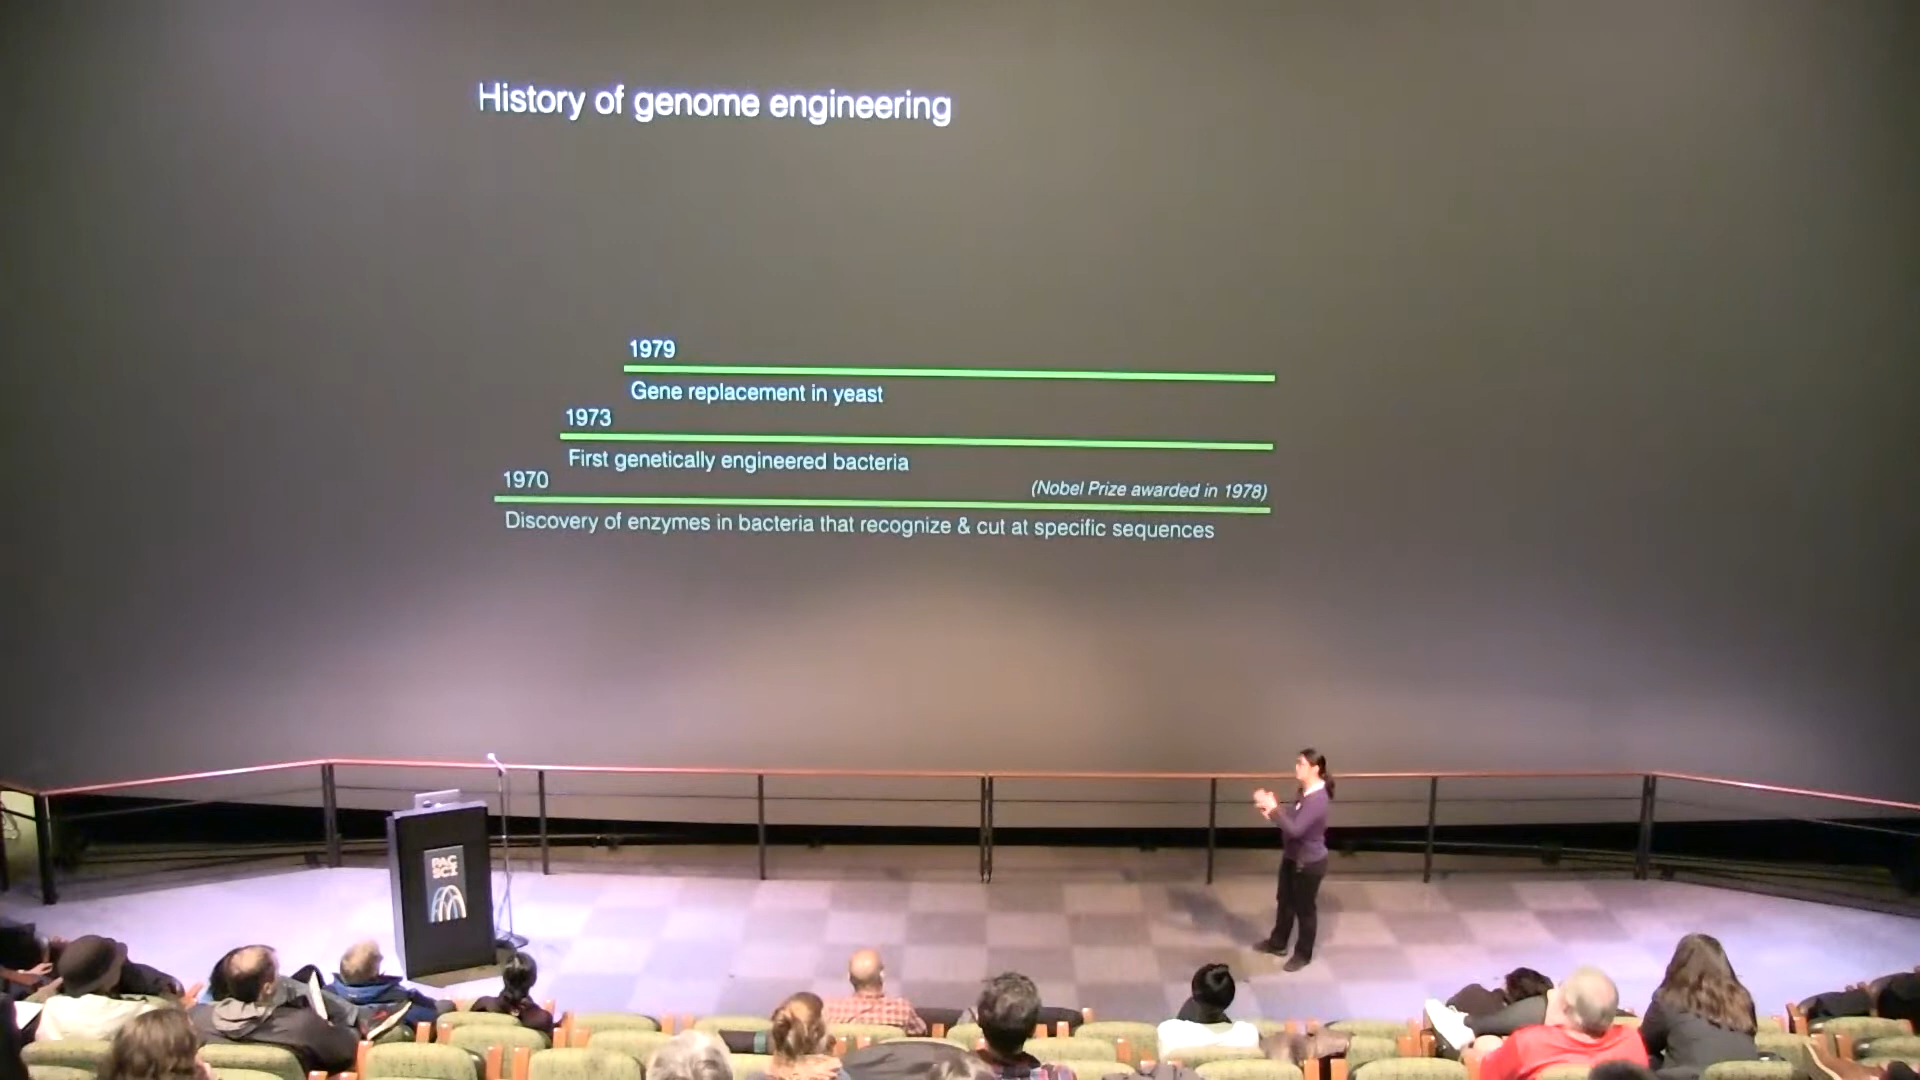 History of genome engineering
1979
Gene replacement in yeast
1973
First genetically engineered bacteria
1970
(Nobel Prize awarded in 1978)
Discovery of enzymes in bacteria that recognize & cut at specific sequences
PAC
SCI